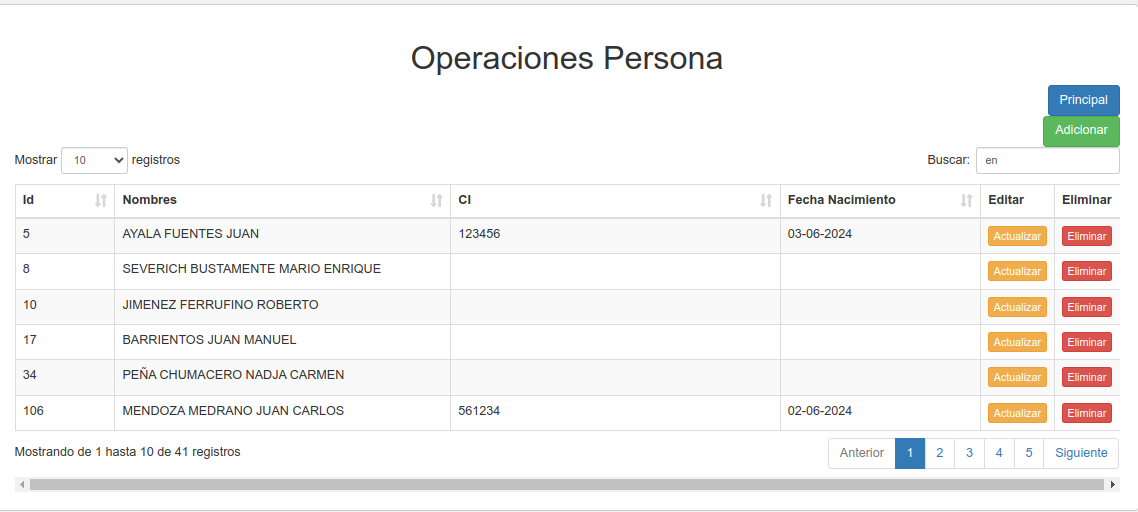 Operaciones Persona
Principal
Adicionar
Mostrar 10 registros Buscar: en
Id Nombres CI Fecha Nacimiento Editar Eliminar
5 AYALA FUENTES JUAN 123456 03-06-2024 Actualizar Eliminar
8 SEVERICH BUSTAMENTE MARIO ENRIQUE Actualizar Eliminar
10 JIMENEZ FERRUFINO ROBERTO Actualizar Eliminar
17 BARRIENTOS JUAN MANUEL Actualizar Eliminar
34 PEÑA CHUMACERO NADJA CARMEN Actualizar Eliminar
106 MENDOZA MEDRANO JUAN CARLOS 561234 02-06-2024 Actualizar Eliminar
Mostrando de 1 hasta 10 de 41 registros Anterior 1 2 3 4 5 Siguiente